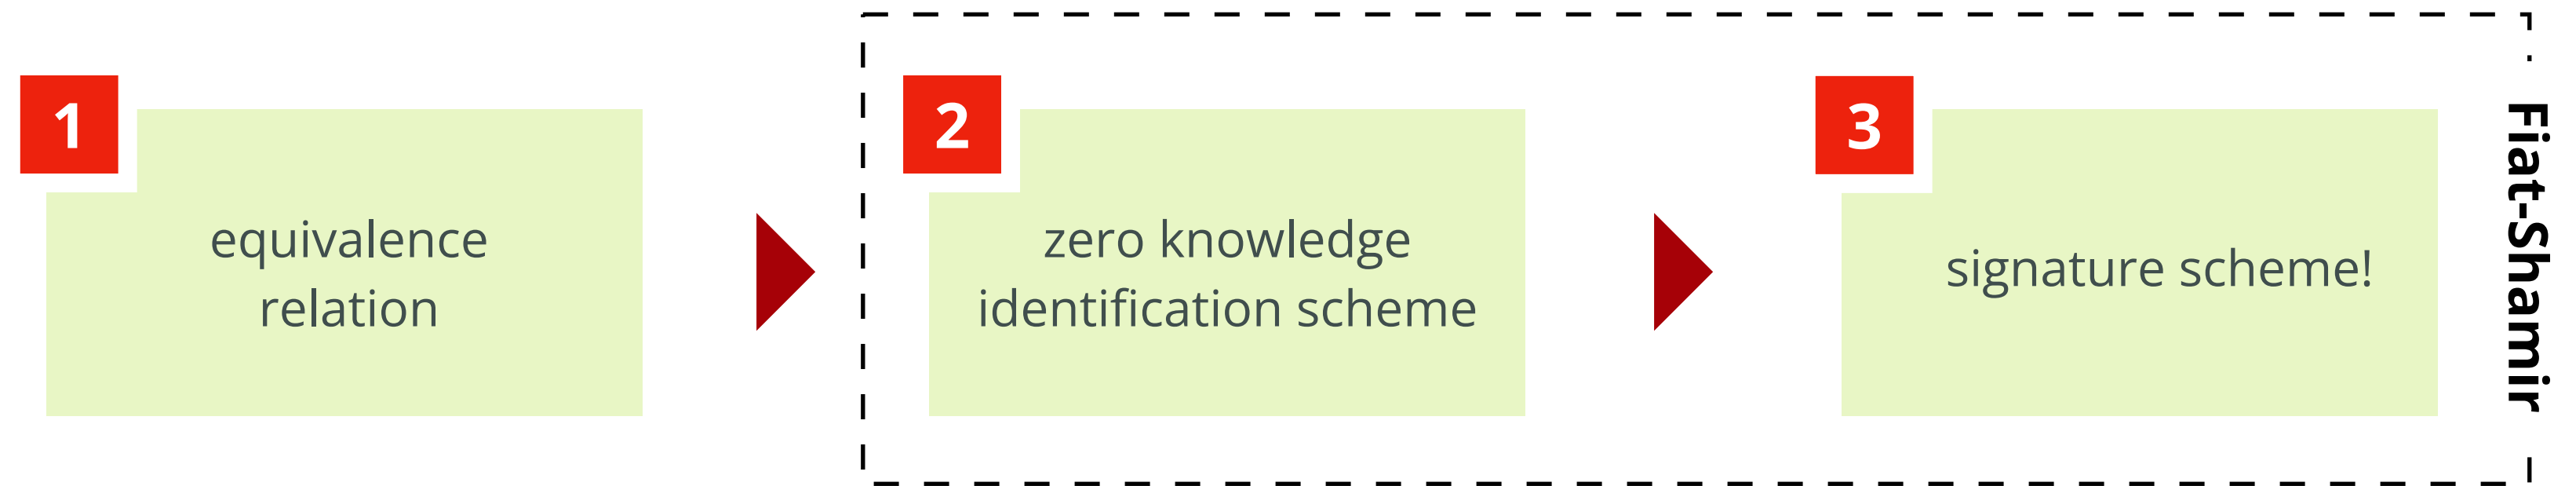 1
equivalence
relation
2
zero knowledge
identification scheme
3
signature scheme!
Fiat-Shamir